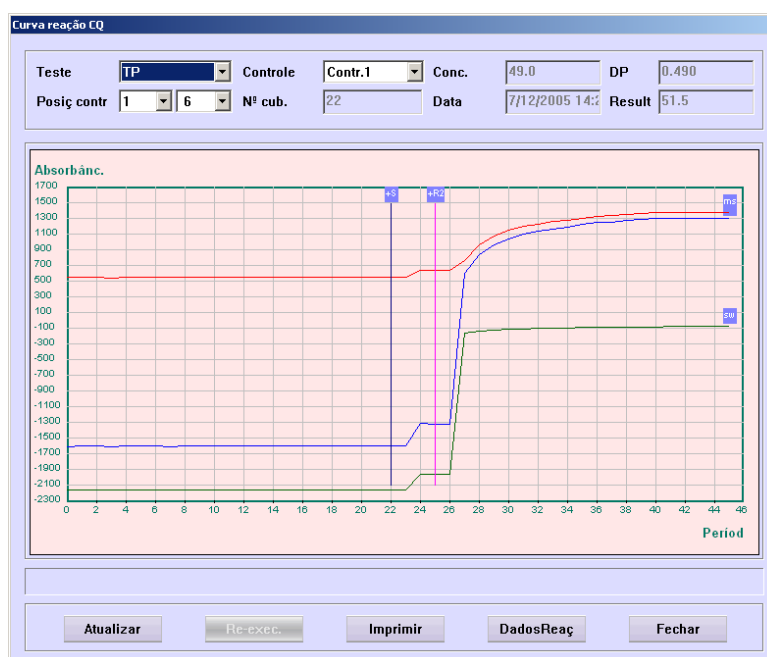 Curva reação CQ
Teste TP Controle Contr.1 Conc. 49.0 DP 0.490
Posiç contr 1 6 Nº cub. 22 Data 7/12/2005 14:2 Result 51.5
Absorbánc.
1700
1500
1300
1100
900
700
500
300
100
-100
-300
-500
-700
-900
-1100
-1300
-1500
-1700
-1900
-2100
-2300
+S +R2 ms
sw
0 2 4 6 8 10 12 14 16 18 20 22 24 26 28 30 32 34 36 38 40 42 44 46
Períod
Atualizar Re-exec. Imprimir DadosReaç Fechar